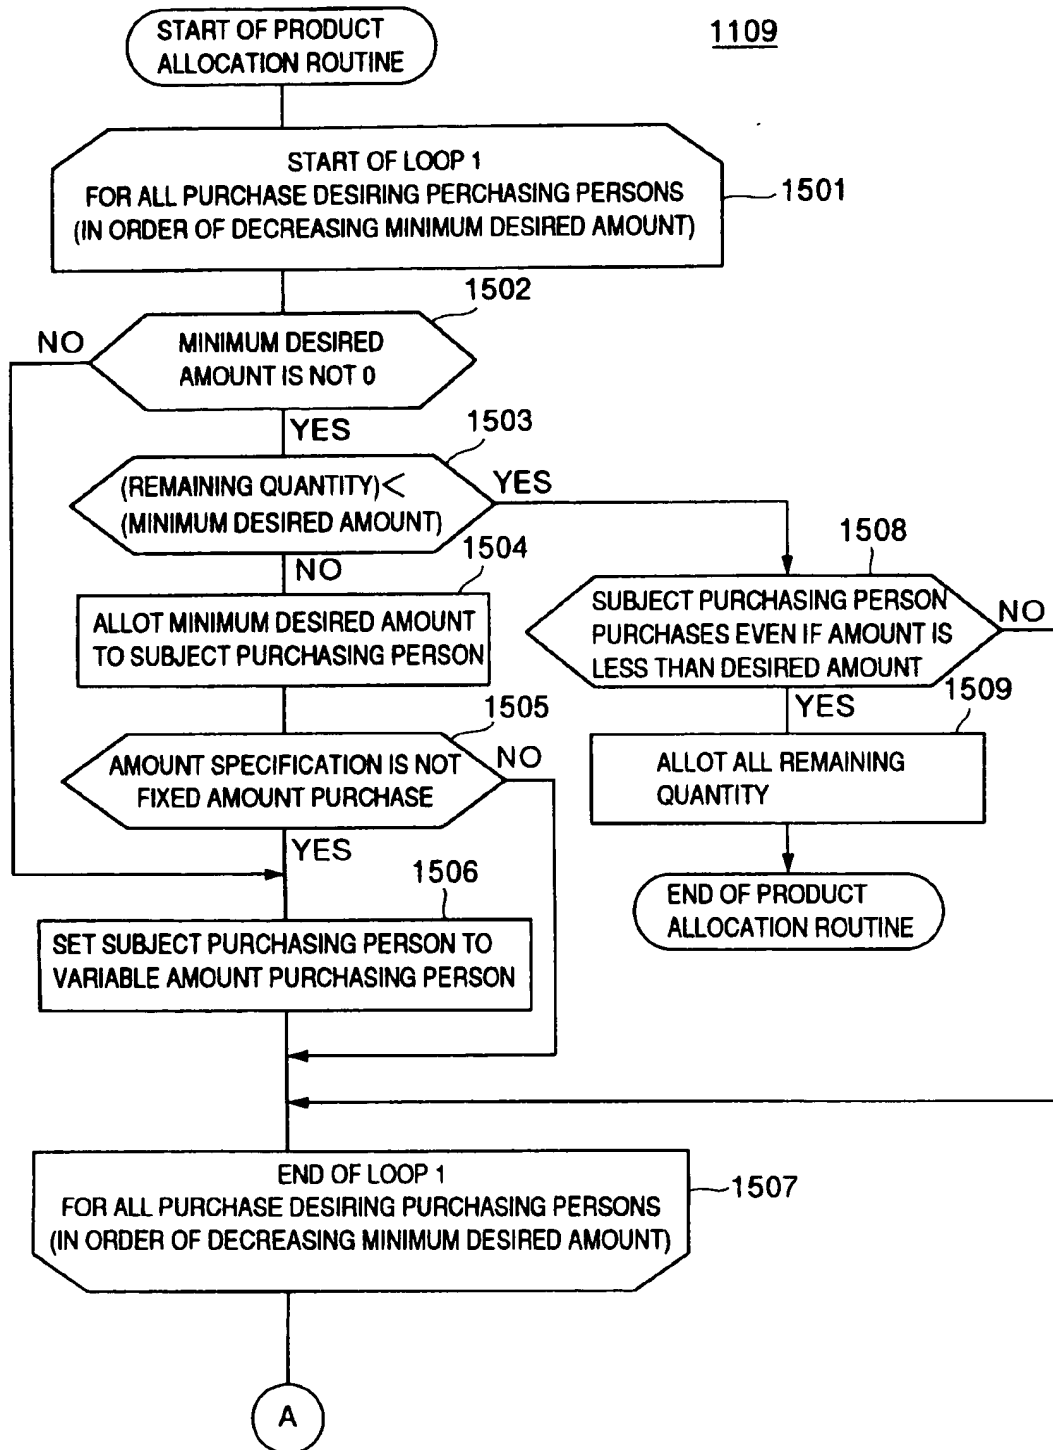 START OF PRODUCT
ALLOCATION ROUTINE
1109
START OF LOOP 1
FOR ALL PURCHASE DESIRING PERCHASING PERSONS
(IN ORDER OF DECREASING MINIMUM DESIRED AMOUNT)
1501
1502
NO
MINIMUM DESIRED
AMOUNT IS NOT 0
YES
1503
(REMAINING QUANTITY)<
(MINIMUM DESIRED AMOUNT)
YES
NO
1504
ALLOT MINIMUM DESIRED AMOUNT
TO SUBJECT PURCHASING PERSON
1508
SUBJECT PURCHASING PERSON
PURCHASES EVEN IF AMOUNT IS
LESS THAN DESIRED AMOUNT
NO
YES
1509
ALLOT ALL REMAINING
QUANTITY
END OF PRODUCT
ALLOCATION ROUTINE
1505
AMOUNT SPECIFICATION IS NOT
FIXED AMOUNT PURCHASE
NO
YES
1506
SET SUBJECT PURCHASING PERSON TO
VARIABLE AMOUNT PURCHASING PERSON
END OF LOOP 1
FOR ALL PURCHASE DESIRING PURCHASING PERSONS
(IN ORDER OF DECREASING MINIMUM DESIRED AMOUNT)
1507
A